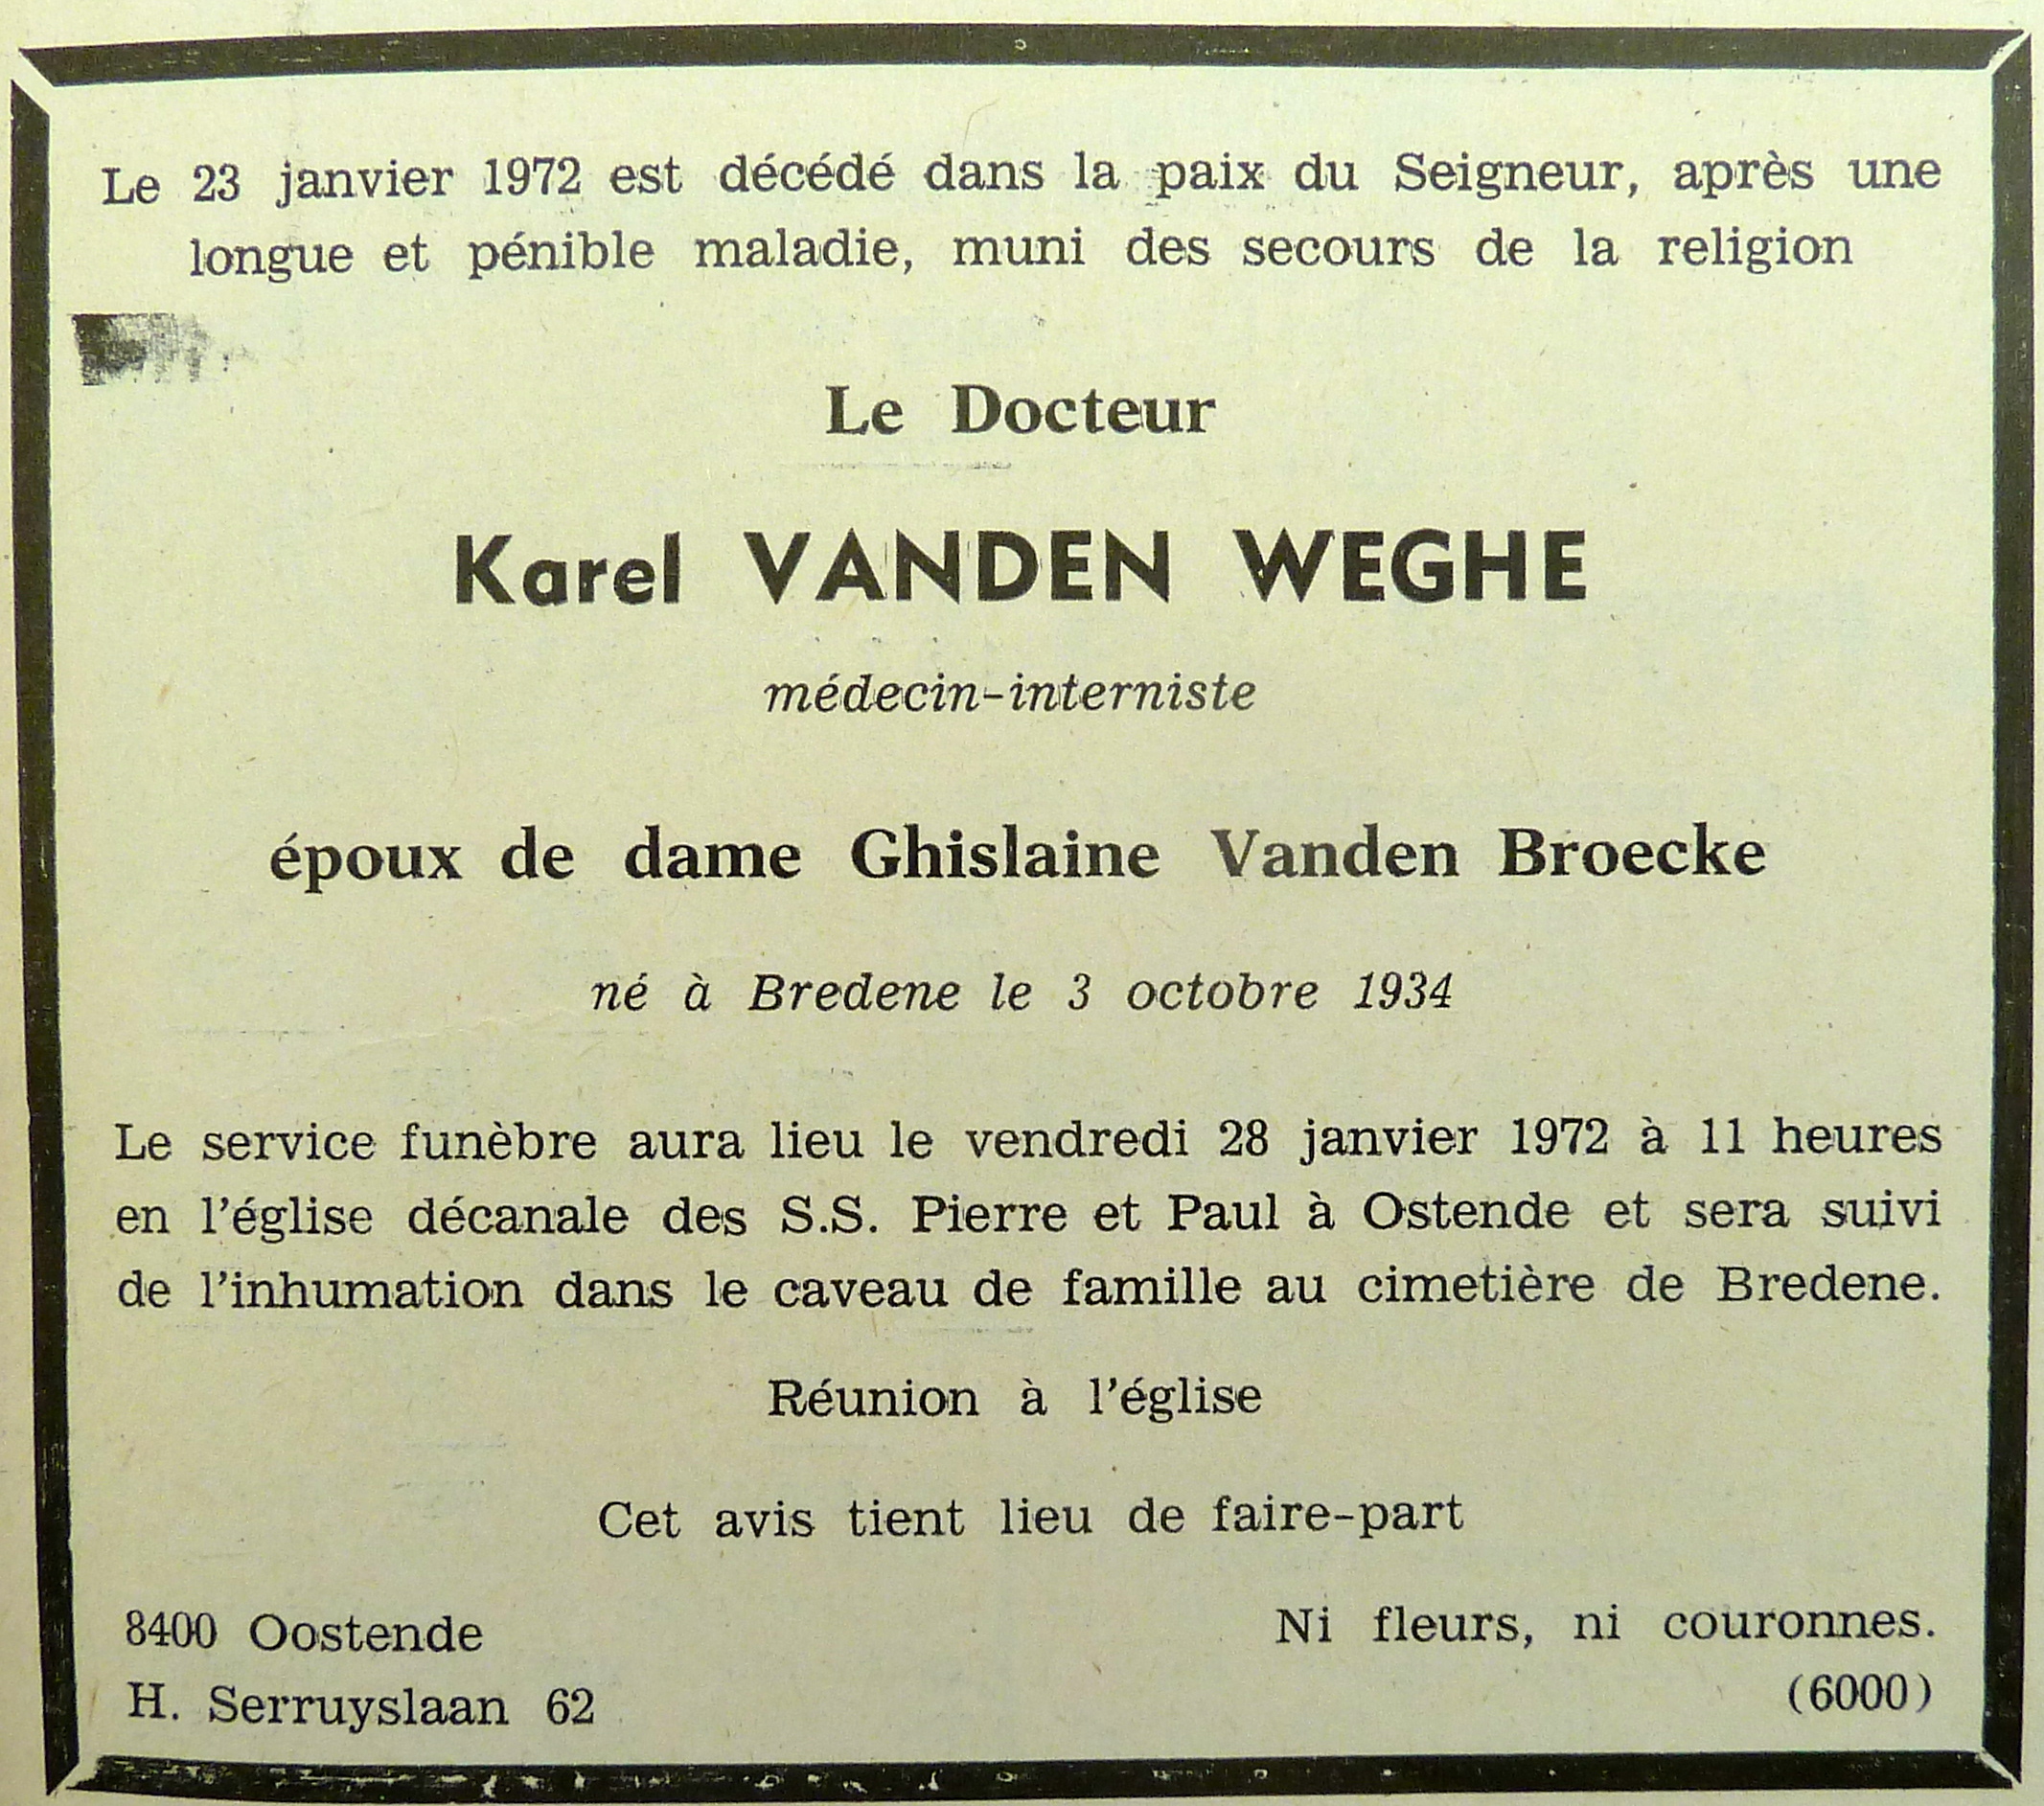 Le 23 janvier 1972 est décédé dans la paix du Seigneur, après une
longue et pénible maladie, muni des secours de la religion
Le Docteur
Karel VANDEN WEGHE
médecin-interniste
époux de dame Ghislaine Vanden Broecke
né à Bredene le 3 octobre 1934
Le service funèbre aura lieu le vendredi 28 janvier 1972 à 11 heures
en l'église décanale des S.S. Pierre et Paul à Ostende et sera suivi
de l'inhumation dans le caveau de famille au cimetière de Bredene.
Réunion à l'église
Cet avis tient lieu de faire-part
8400 Oostende
H. Serruyslaan 62
Ni fleurs, ni couronnes.
(6000)